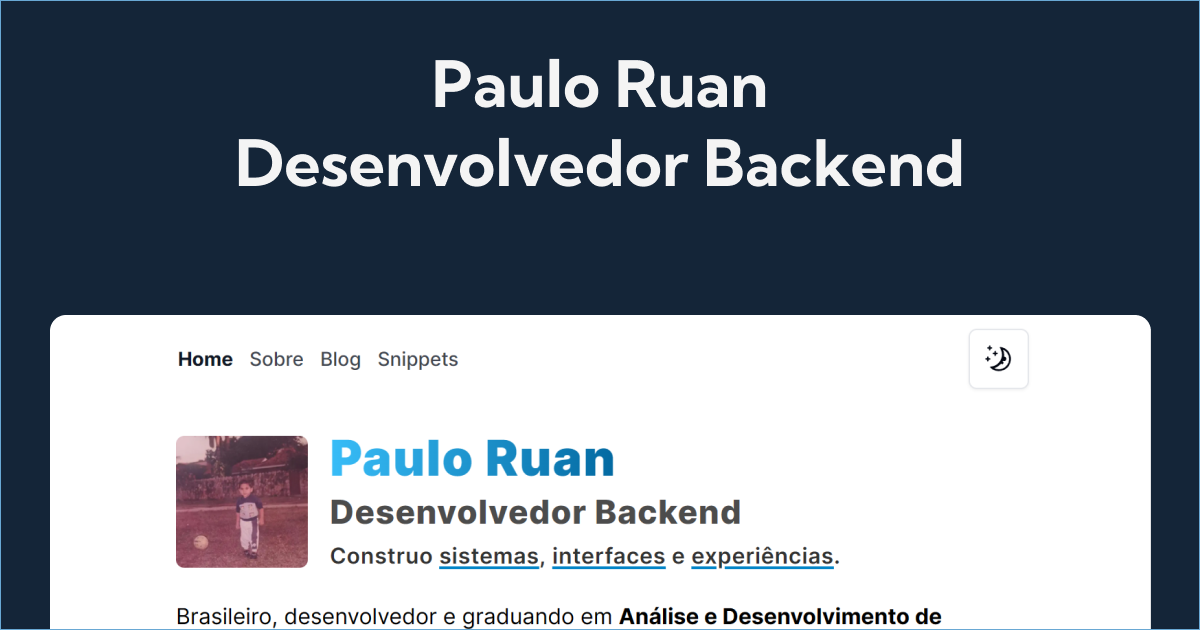 Paulo Ruan
Desenvolvedor Backend
Home Sobre Blog Snippets
Paulo Ruan
Desenvolvedor Backend
Construo sistemas, interfaces e experiências.
Brasileiro, desenvolvedor e graduando em Análise e Desenvolvimento de